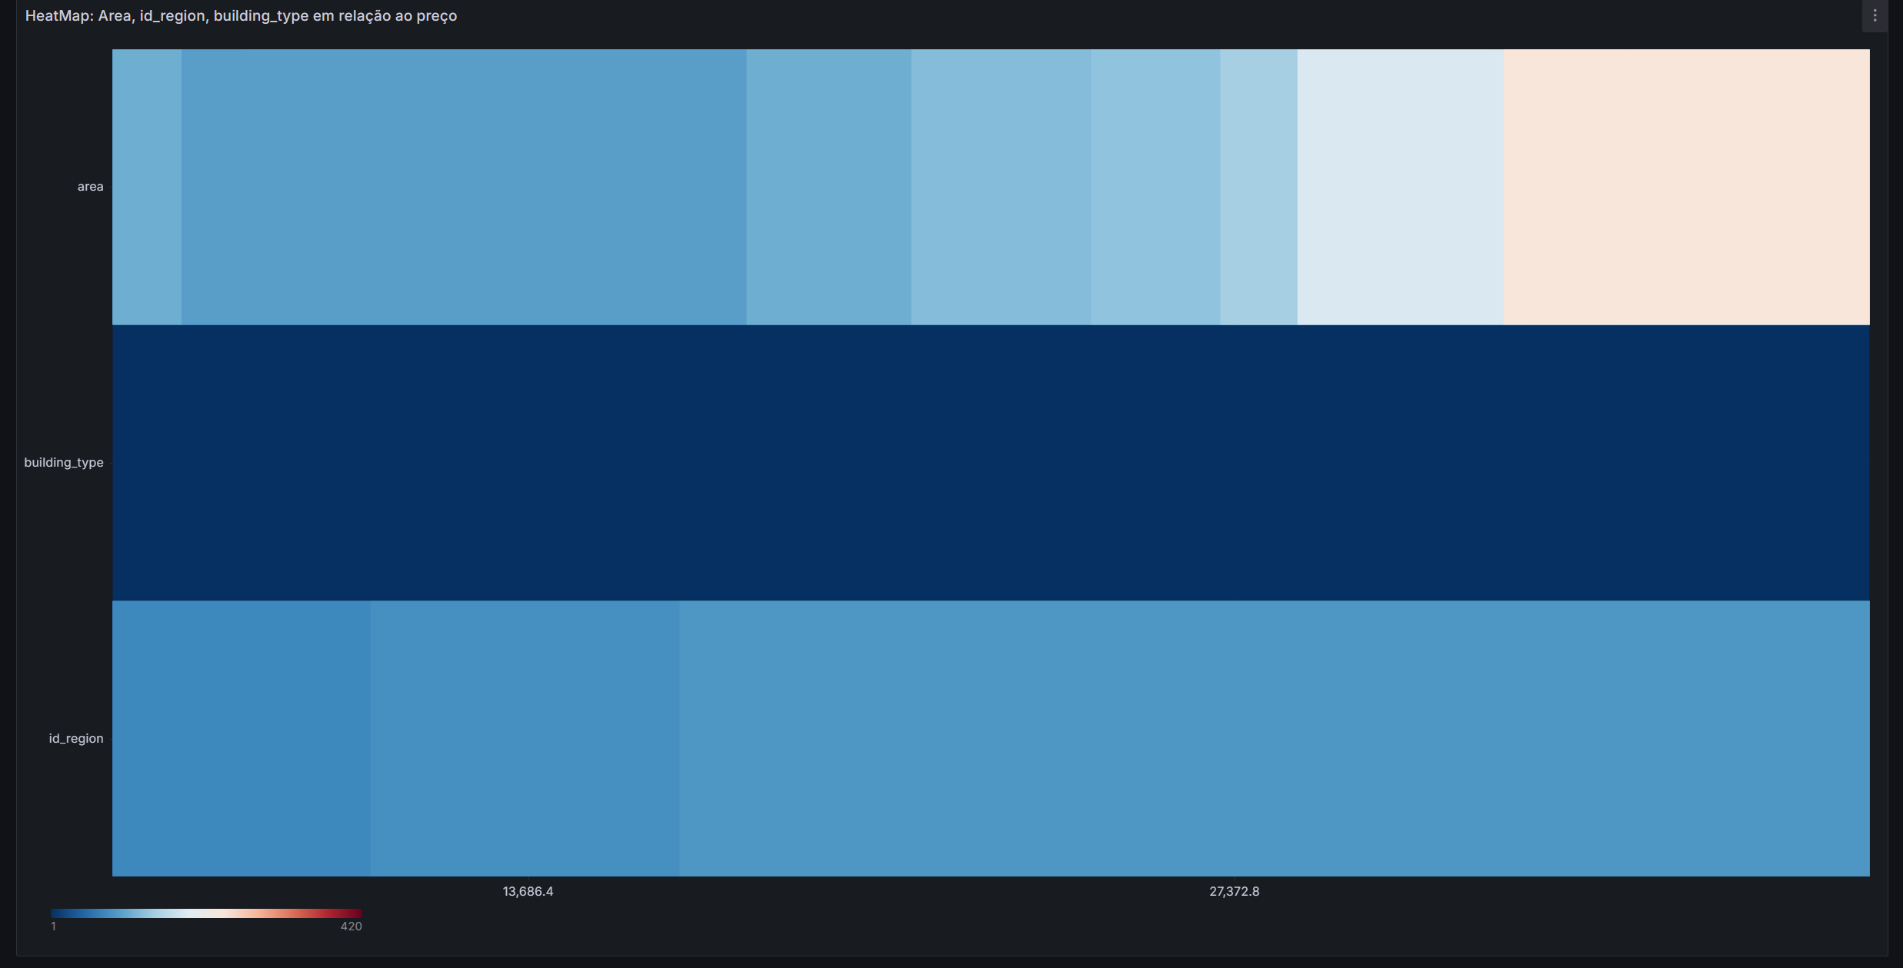 HeatMap: Area, id_region, building_type em relação ao preço
area
building_type
id_region
13,686.4
27,372.8
1
420